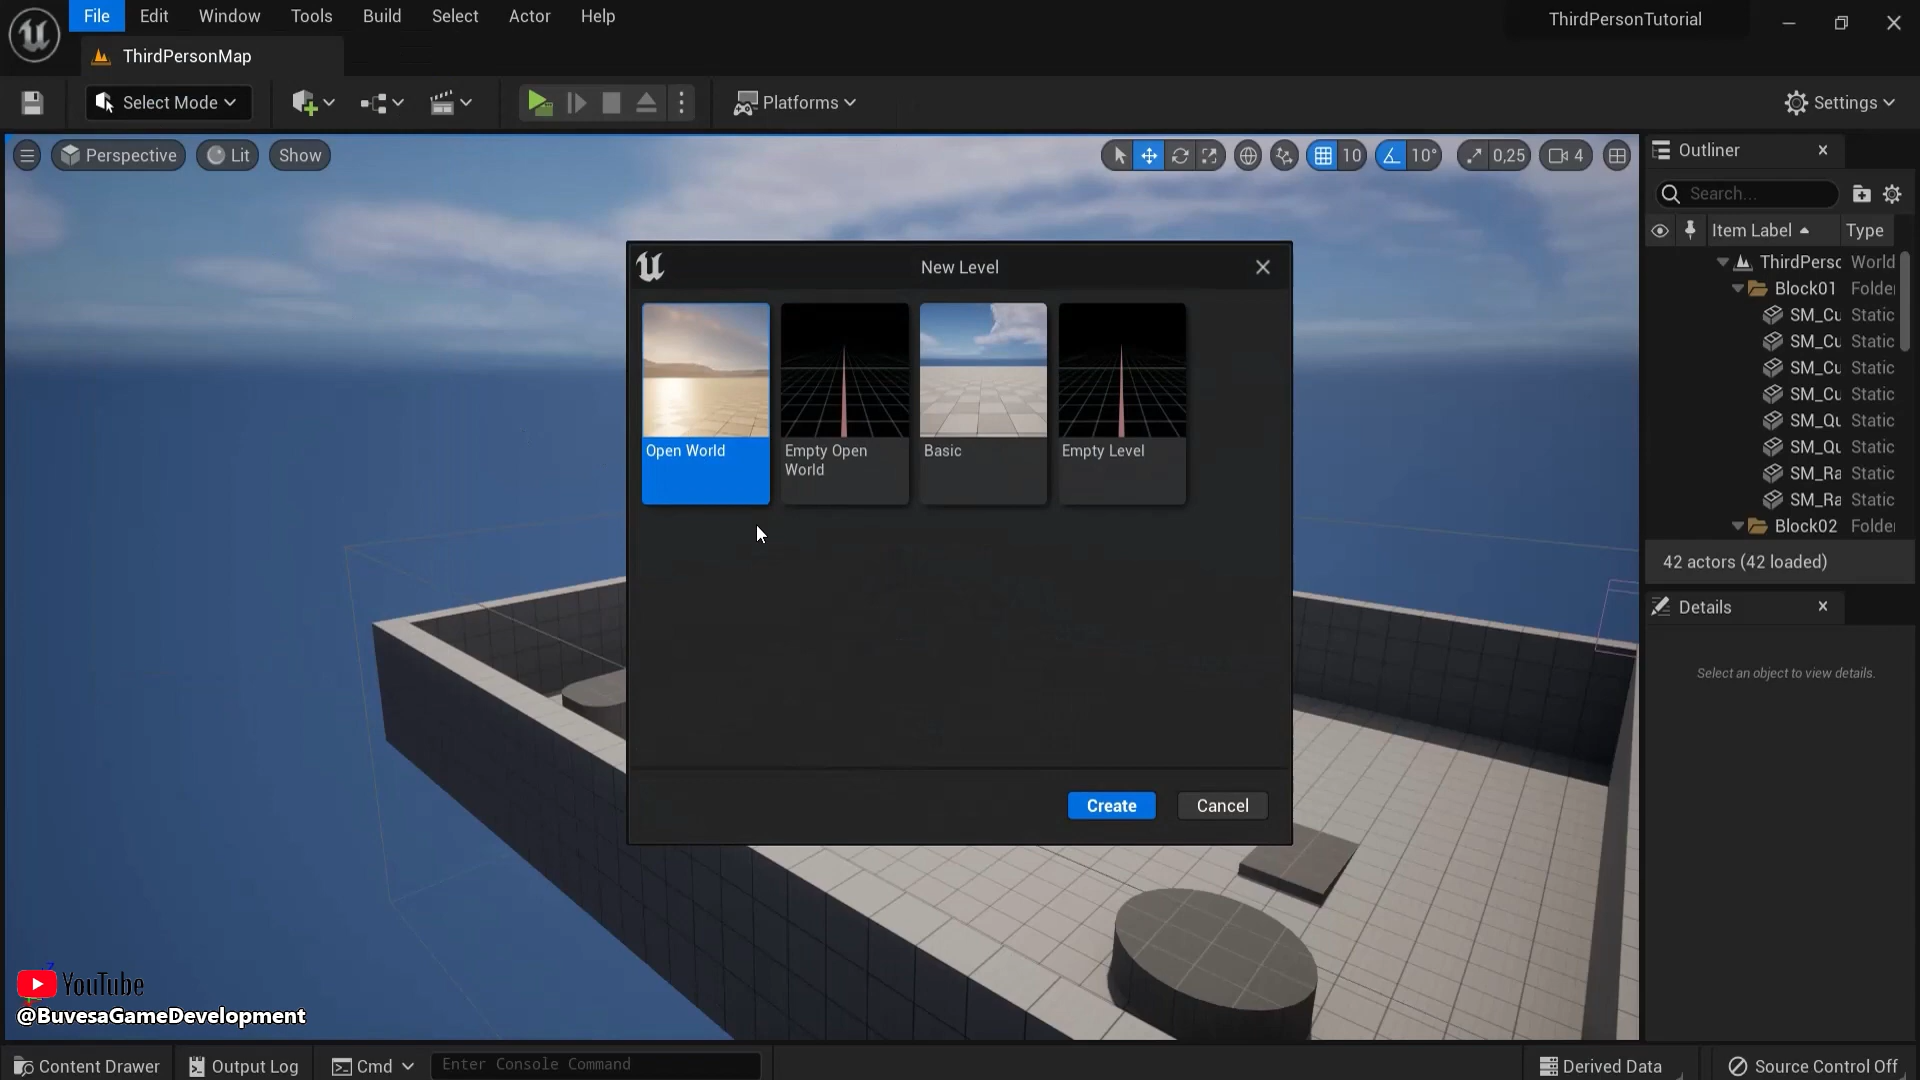 File Edit Window Tools Build Select Actor Help
ThirdPersonTutorial
ThirdPersonMap
Select Mode
Platforms
Settings
Perspective Lit Show
10 10° 0,25 4
Outliner
Search...
Item Label Type
ThirdPersc World
Block01 Folder
SM_Cu Static
SM_Cu Static
SM_Cu Static
SM_Cu Static
SM_Qu Static
SM_Qu Static
SM_Ra Static
SM_Ra Static
Block02 Folder
42 actors (42 loaded)
Details
Select an object to view details.
New Level
Open World
Empty Open
World
Basic
Empty Level
Create Cancel
YouTube
@BuvesaGameDevelopment
Content Drawer Output Log Cmd Enter Console Command Derived Data Source Control Off